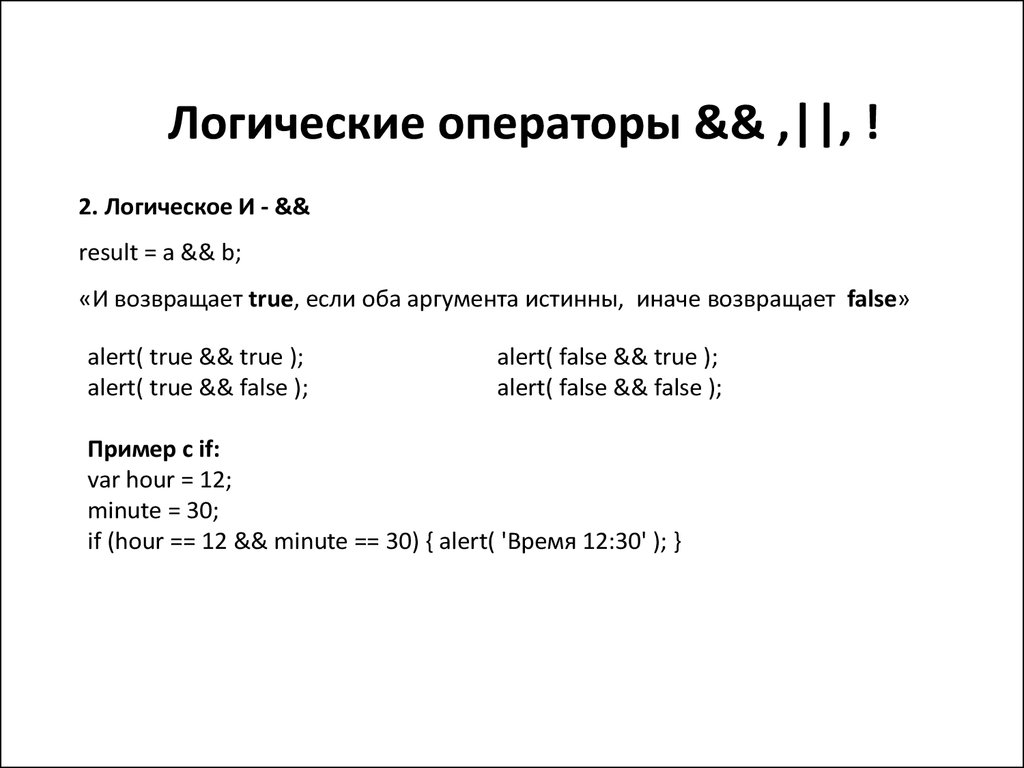 Логические операторы && ,||, !
2. Логическое И - &&
result = a && b;
«И возвращает true, если оба аргумента истинны,  иначе возвращает  false»
alert( true && true );
alert( true && false );
alert( false && true );
alert( false && false );
Пример с if:
var hour = 12;
minute = 30;
if (hour == 12 && minute == 30) { alert( 'Время 12:30' ); }